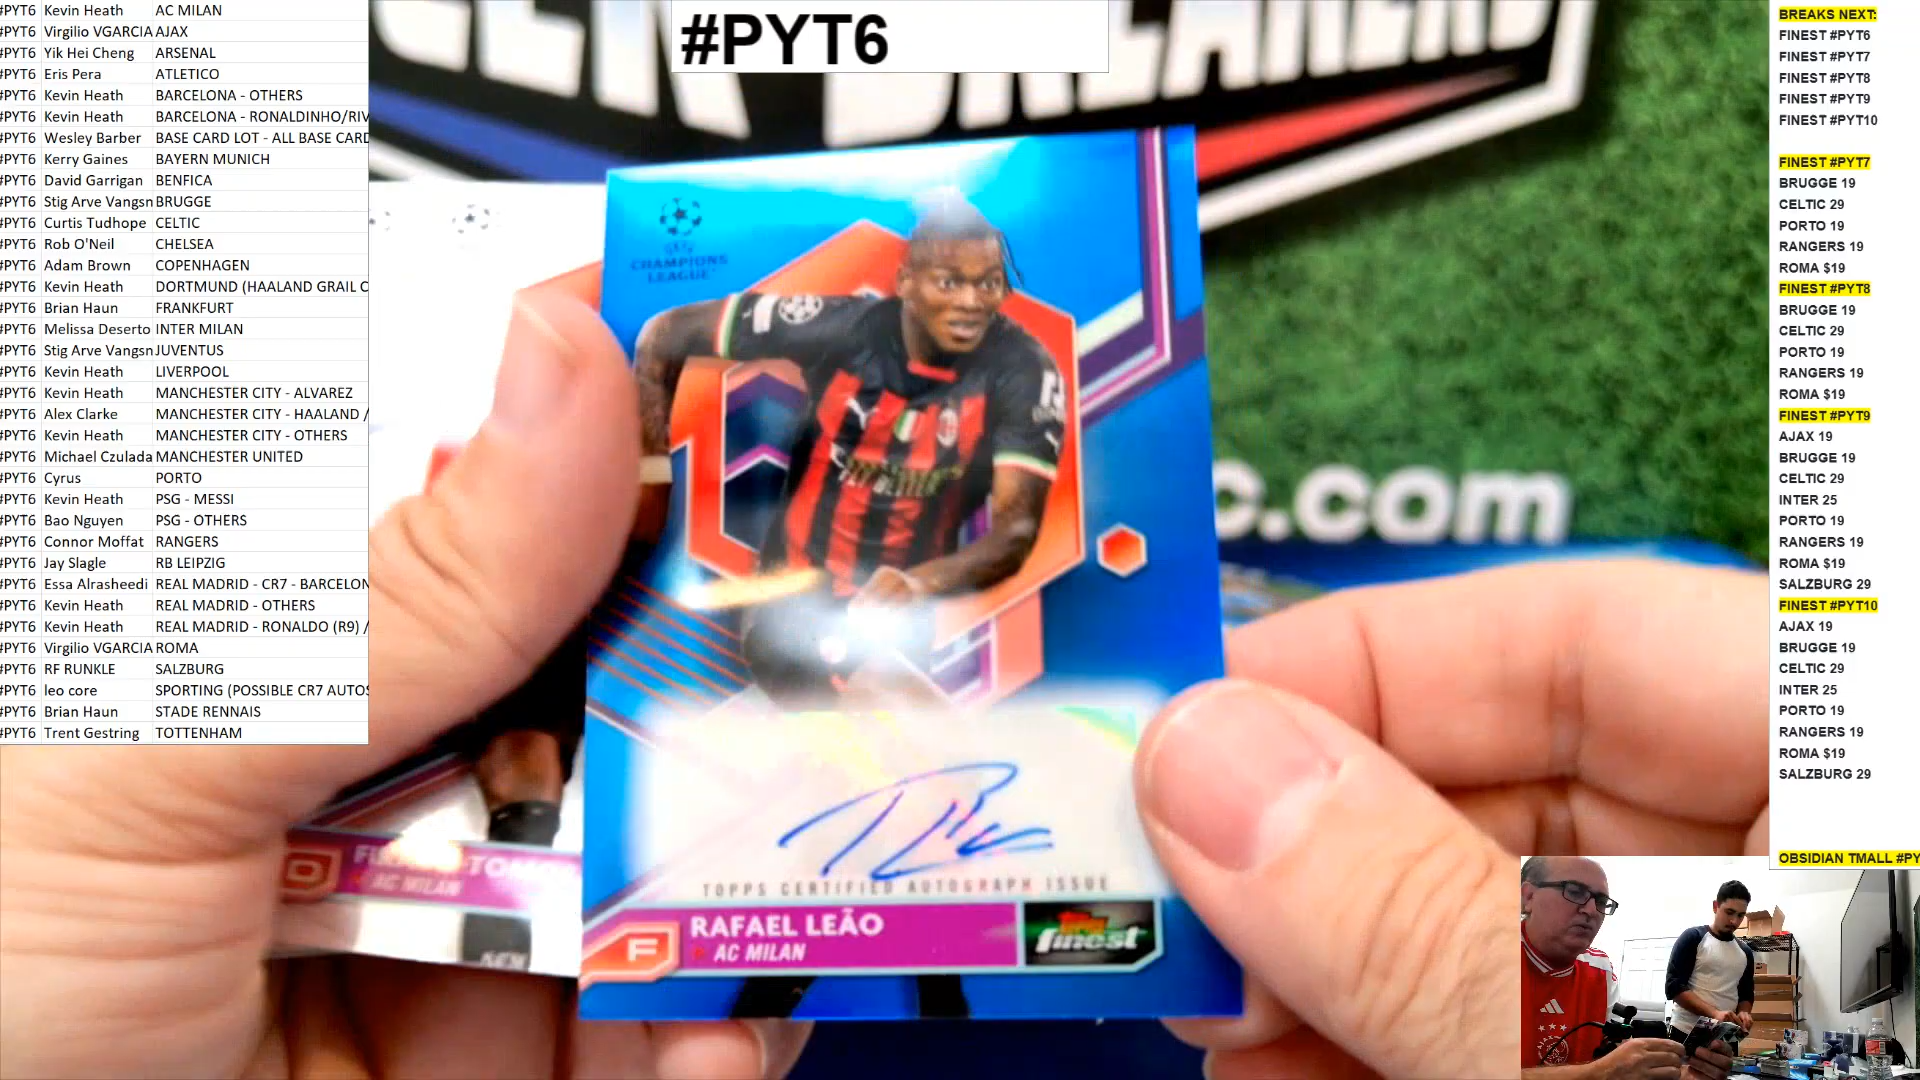 #PYT6 Kevin Heath AC MILAN
#PYT6 Virgilio VGARCIA AJAX
#PYT6 Yik Hei Cheng ARSENAL
#PYT6 Eris Pera ATLETICO
#PYT6 Kevin Heath BARCELONA - OTHERS
#PYT6 Kevin Heath BARCELONA - RONALDINHO/RIV
#PYT6 Wesley Barber BASE CARD LOT - ALL BASE CARD
#PYT6 Kerry Gaines BAYERN MUNICH
#PYT6 David Garrigan BENFICA
#PYT6 Stig Arve Vangsn BRUGGE
#PYT6 Curtis Tudhope CELTIC
#PYT6 Rob O'Neil CHELSEA
#PYT6 Adam Brown COPENHAGEN
#PYT6 Kevin Heath DORTMUND (HAALAND GRAIL C
#PYT6 Brian Haun FRANKFURT
#PYT6 Melissa Deserto INTER MILAN
#PYT6 Stig Arve Vangsn JUVENTUS
#PYT6 Kevin Heath LIVERPOOL
#PYT6 Kevin Heath MANCHESTER CITY - ALVAREZ
#PYT6 Alex Clarke MANCHESTER CITY - HAALAND /
#PYT6 Kevin Heath MANCHESTER CITY - OTHERS
#PYT6 Michael Czulada MANCHESTER UNITED
#PYT6 Cyrus PORTO
#PYT6 Kevin Heath PSG - MESSI
#PYT6 Bao Nguyen PSG - OTHERS
#PYT6 Connor Moffat RANGERS
#PYT6 Jay Slagle RB LEIPZIG
#PYT6 Essa Alrasheedi REAL MADRID - CR7 - BARCELON
#PYT6 Kevin Heath REAL MADRID - OTHERS
#PYT6 Kevin Heath REAL MADRID - RONALDO (R9) /
#PYT6 Virgilio VGARCIA ROMA
#PYT6 RF RUNKLE SALZBURG
#PYT6 leo core SPORTING (POSSIBLE CR7 AUTOS
#PYT6 Brian Haun STADE RENNAIS
#PYT6 Trent Gestring TOTTENHAM
#PYT6
UEFA
CHAMPIONS
LEAGUE
c.com
TOPPS CERTIFIED AUTOGRAPH ISSUE
F RAFAEL LEÃO
AC MILAN
Topps
finest
AC MILAN
BREAKS NEXT:
FINEST #PYT6
FINEST #PYT7
FINEST #PYT8
FINEST #PYT9
FINEST #PYT10
FINEST #PYT7
BRUGGE 19
CELTIC 29
PORTO 19
RANGERS 19
ROMA $19
FINEST #PYT8
BRUGGE 19
CELTIC 29
PORTO 19
RANGERS 19
ROMA $19
FINEST #PYT9
AJAX 19
BRUGGE 19
CELTIC 29
INTER 25
PORTO 19
RANGERS 19
ROMA $19
SALZBURG 29
FINEST #PYT10
AJAX 19
BRUGGE 19
CELTIC 29
INTER 25
PORTO 19
RANGERS 19
ROMA $19
SALZBURG 29
OBSIDIAN TMALL #PY